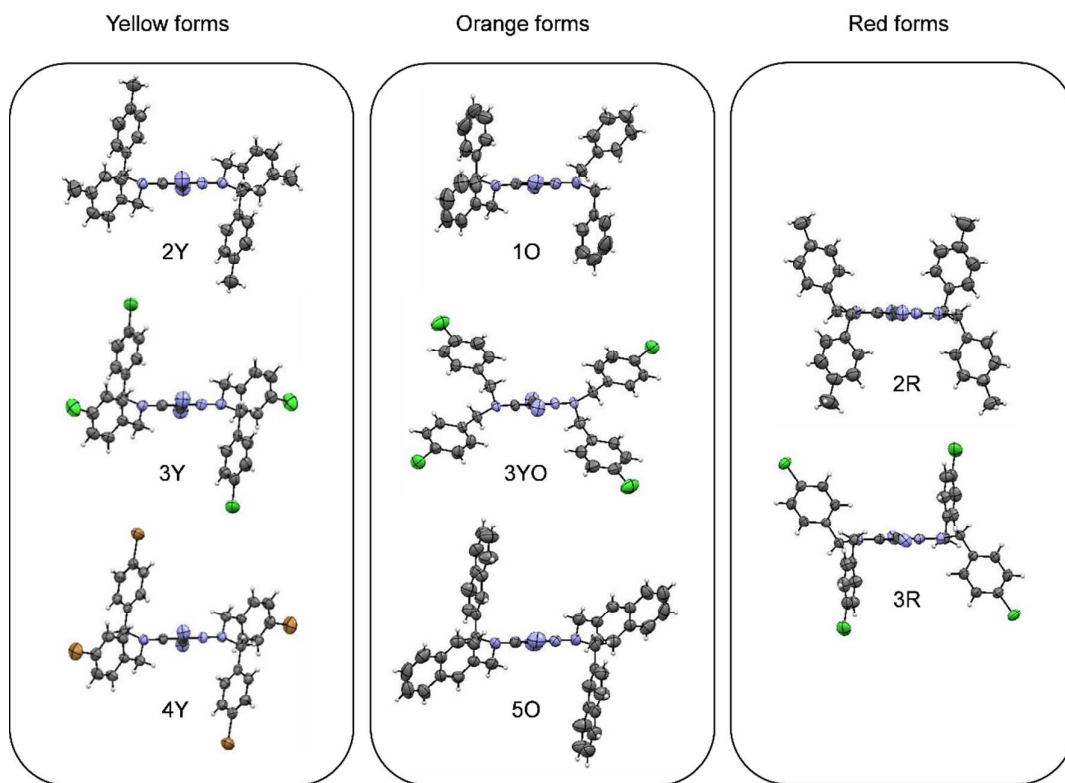 Yellow forms
Orange forms
Red forms
2Y
3Y
4Y
1O
3YO
5O
2R
3R